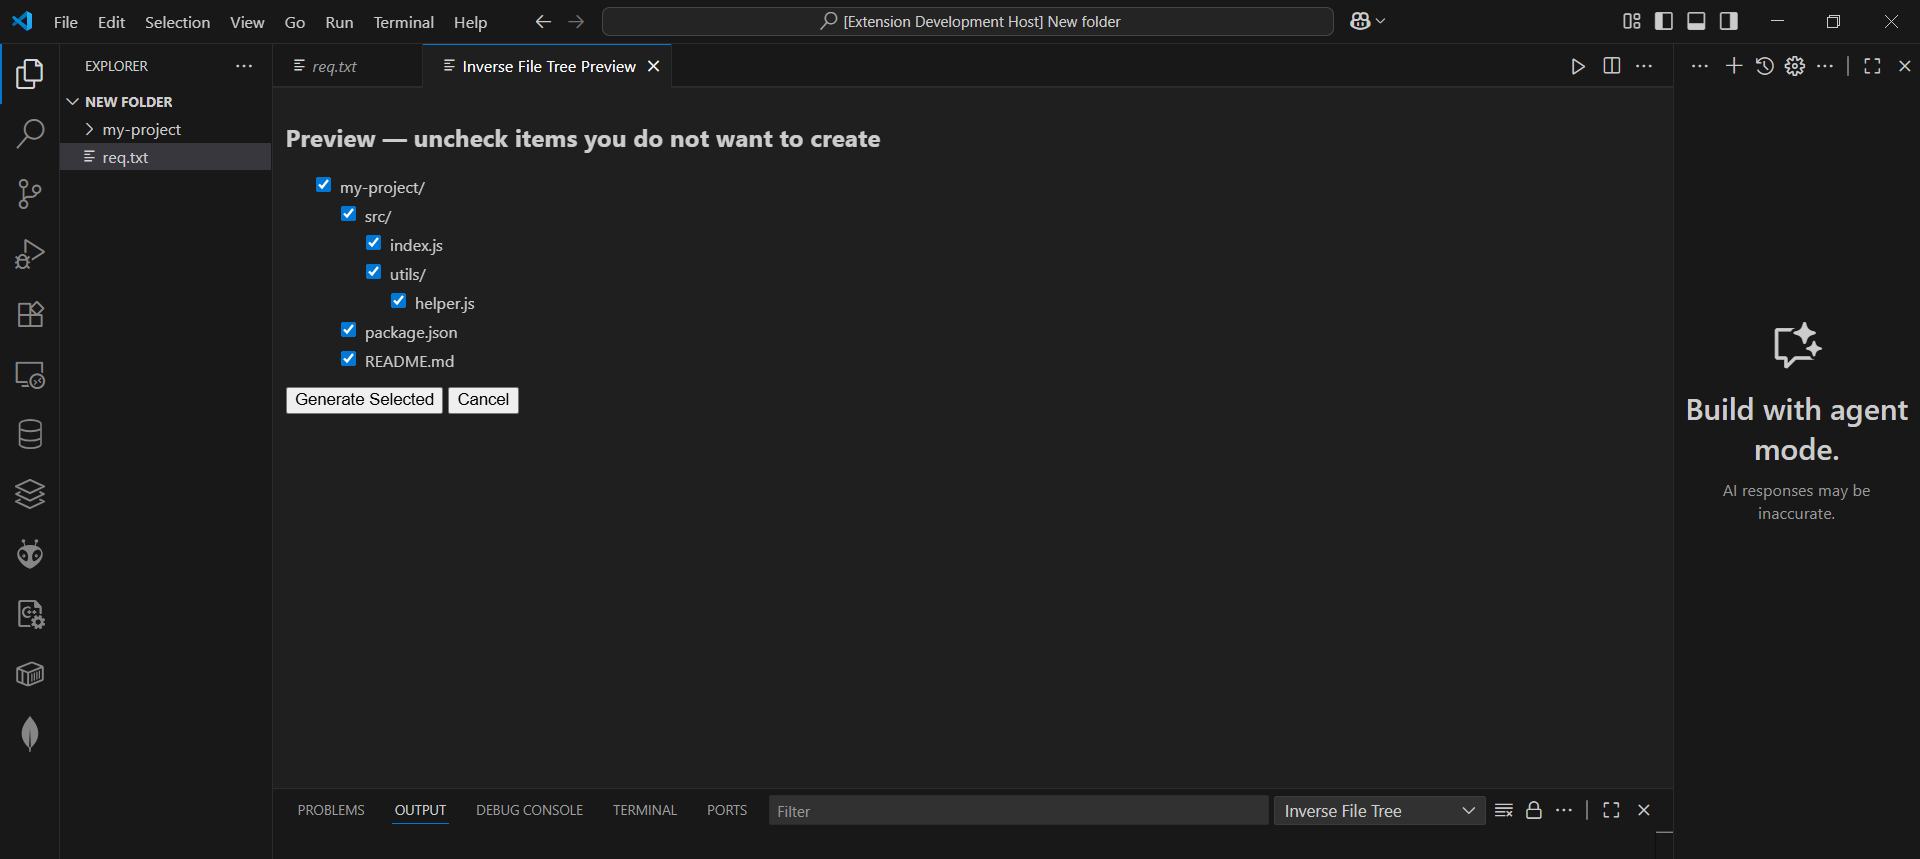 File Edit Selection View Go Run Terminal Help
[Extension Development Host] New folder
EXPLORER
NEW FOLDER
my-project
req.txt
req.txt
Inverse File Tree Preview
Preview — uncheck items you do not want to create
my-project/
src/
index.js
utils/
helper.js
package.json
README.md
Generate Selected Cancel
PROBLEMS OUTPUT DEBUG CONSOLE TERMINAL PORTS
Filter
Inverse File Tree
Build with agent
mode.
AI responses may be
inaccurate.